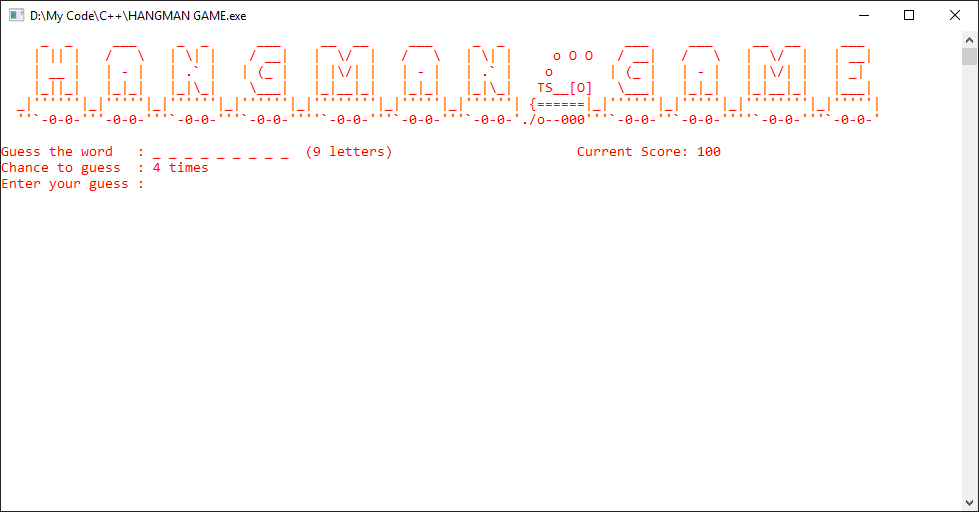 D:\My Code\C++\HANGMAN GAME.exe
HANGMAN GAME
Guess the word   : _ _ _ _ _ _ _ _ _  (9 letters)                       Current Score: 100
Chance to guess  : 4 times
Enter your guess :